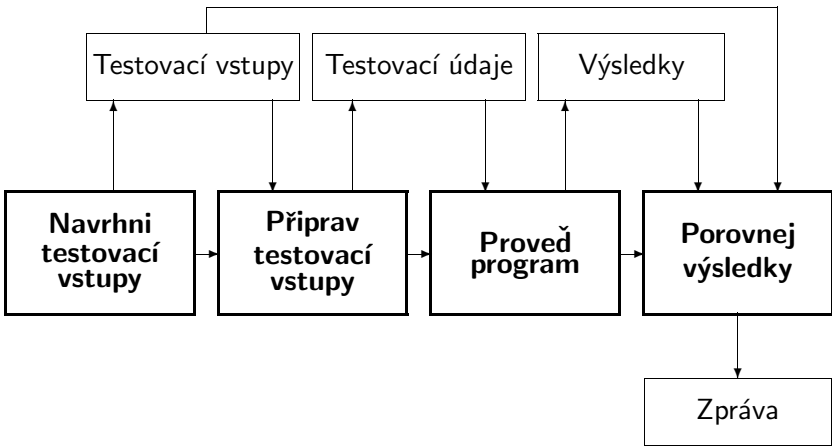 Testovací vstupy
Testovací údaje
Výsledky
Navrhni
testovací
vstupy
Připrav
testovací
vstupy
Proveď
program
Porovnej
výsledky
Zpráva